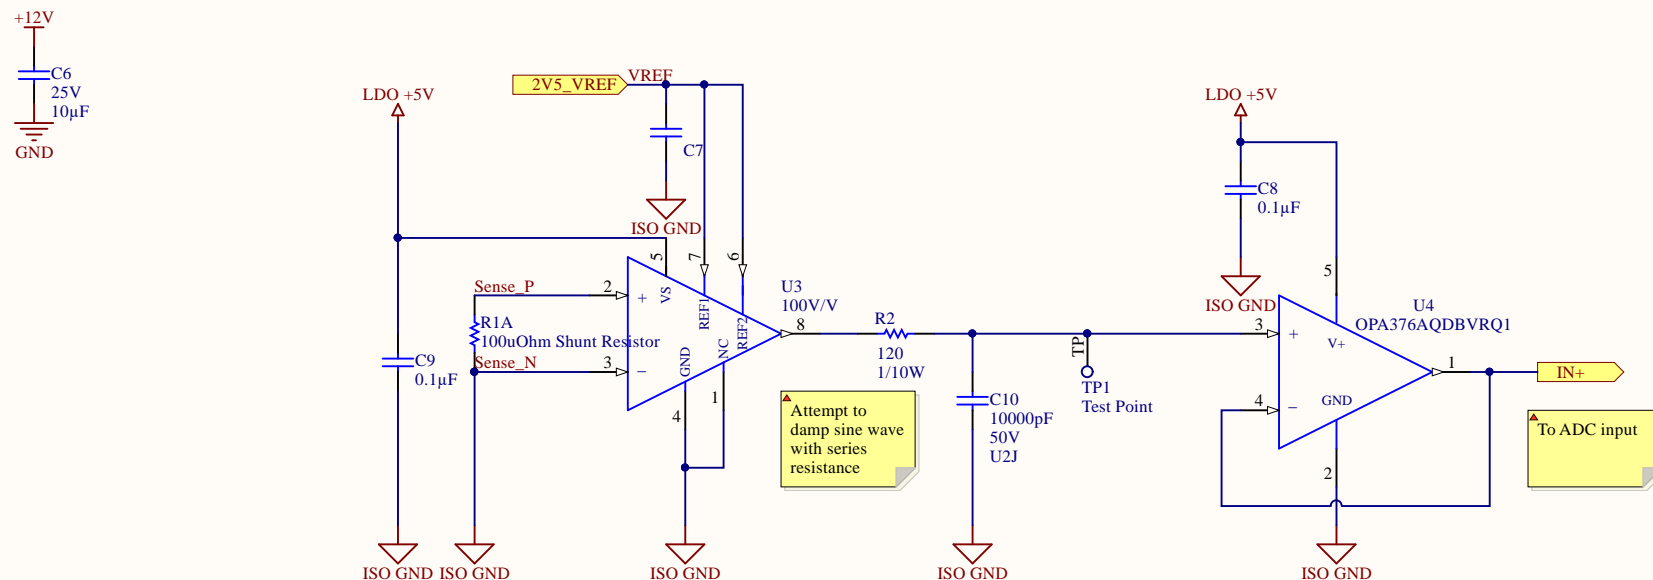 +12V
C6
25V
10µF
GND
LDO +5V
2V5_VREF
VREF
C7
ISO GND
Sense_P
R1A
100uOhm Shunt Resistor
Sense_N
C9
0.1µF
ISO GND
ISO GND
5
7
6
2
+
VS
REF1
REF2
3
−
GND
NC
4
1
U3
100V/V
8
ISO GND
Attempt to
damp sine wave
with series
resistance
R2
120
1/10W
C10
10000pF
50V
U2J
ISO GND
TP
TP1
Test Point
LDO +5V
C8
0.1µF
ISO GND
5
U4
OPA376AQDBVRQ1
3
+
V+
4
−
GND
1
2
ISO GND
IN+
To ADC input